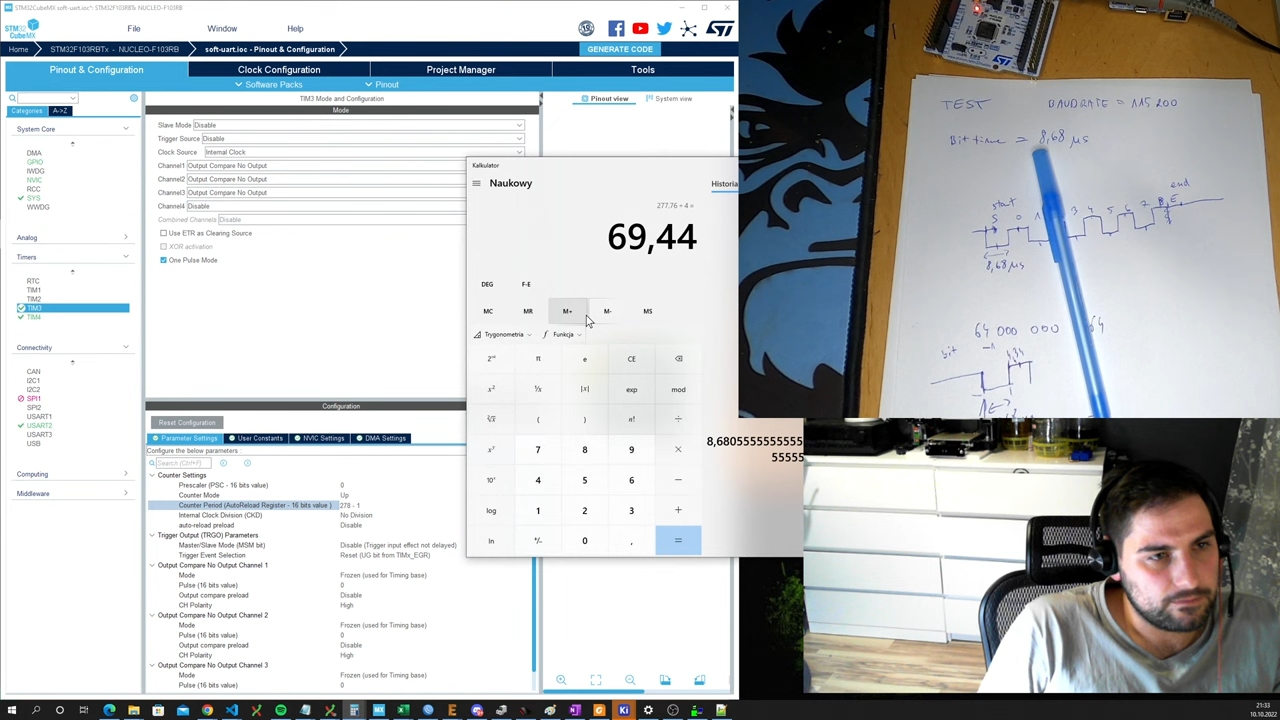 STM32CubeMX soft-uart.ioc: STM32F103RBTx NUCLEO-F103RB
STM32
CubeMX
File
Window
Help
Home
STM32F103RBTx - NUCLEO-F103RB
soft-uart.ioc - Pinout & Configuration
GENERATE CODE
Pinout & Configuration
Clock Configuration
Project Manager
Tools
Software Packs
Pinout
Categories
A->Z
System Core
DMA
GPIO
IWDG
NVIC
RCC
SYS
WWDG
Analog
Timers
RTC
TIM1
TIM2
TIM3
TIM4
Connectivity
CAN
I2C1
I2C2
SPI1
SPI2
USART1
USART2
USART3
USB
Computing
Middleware
TIM3 Mode and Configuration
Mode
Slave Mode Disable
Trigger Source Disable
Clock Source Internal Clock
Channel1 Output Compare No Output
Channel2 Output Compare No Output
Channel3 Output Compare No Output
Channel4 Disable
Combined Channels Disable
Use ETR as Clearing Source
XOR activation
One Pulse Mode
Configuration
Reset Configuration
Parameter Settings
User Constants
NVIC Settings
DMA Settings
Configure the below parameters :
Search (Ctrl+F)
Counter Settings
Prescaler (PSC - 16 bits value) 0
Counter Mode Up
Counter Period (AutoReload Register - 16 bits value ) 278 - 1
Internal Clock Division (CKD) No Division
auto-reload preload Disable
Trigger Output (TRGO) Parameters
Master/Slave Mode (MSM bit) Disable (Trigger input effect not delayed)
Trigger Event Selection Reset (UG bit from TIMx_EGR)
Output Compare No Output Channel 1
Mode Frozen (used for Timing base)
Pulse (16 bits value) 0
Output compare preload Disable
CH Polarity High
Output Compare No Output Channel 2
Mode Frozen (used for Timing base)
Pulse (16 bits value) 0
Output compare preload Disable
CH Polarity High
Output Compare No Output Channel 3
Mode Frozen (used for Timing base)
Pulse (16 bits value) 0
Pinout view
System view
Kalkulator
Naukowy
Historia
277,76 ÷ 4 =
69,44
DEG
F-E
MC
MR
M+
M-
MS
Trygonometria
Funkcja
π
e
CE
x²
¹/x
|x|
exp
mod
(
)
n!
÷
7
8
9
×
10ˣ
4
5
6
−
log
1
2
3
+
ln
+/−
0
,
=
8,6805555555555
55555
TEST BAUDRATE = 115 200
Bit time = 8,68 µs
start
end
8,68 µs
64 000 000
64
bit
ST
21:33
10.10.2022